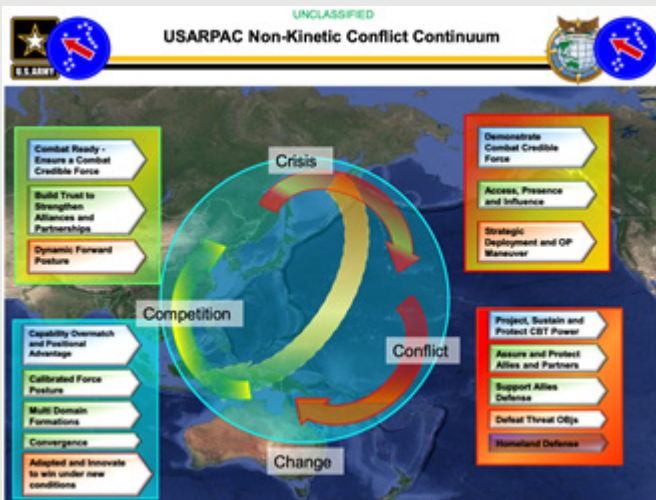 UNCLASSIFIED
USARPAC Non-Kinetic Conflict Continuum
U.S.ARMY
Combat Ready -
Ensure a Combat
Credible Force
Build Trust to
Strengthen
Alliances and
Partnerships
Dynamic Forward
Posture
Crisis
Demonstrate
Combat Credible
Force
Access, Presence
and Influence
Strategic
Deployment and OP
Maneuver
Competition
Conflict
Change
Capability Overmatch
and Positional
Advantage
Calibrated Force
Posture
Multi Domain
Formations
Convergence
Adapted and Innovate
to win under new
conditions
Project, Sustain and
Protect CBT Power
Assure and Protect
Allies and Partners
Support Allies
Defense
Defeat Threat OBjs
Homeland Defense